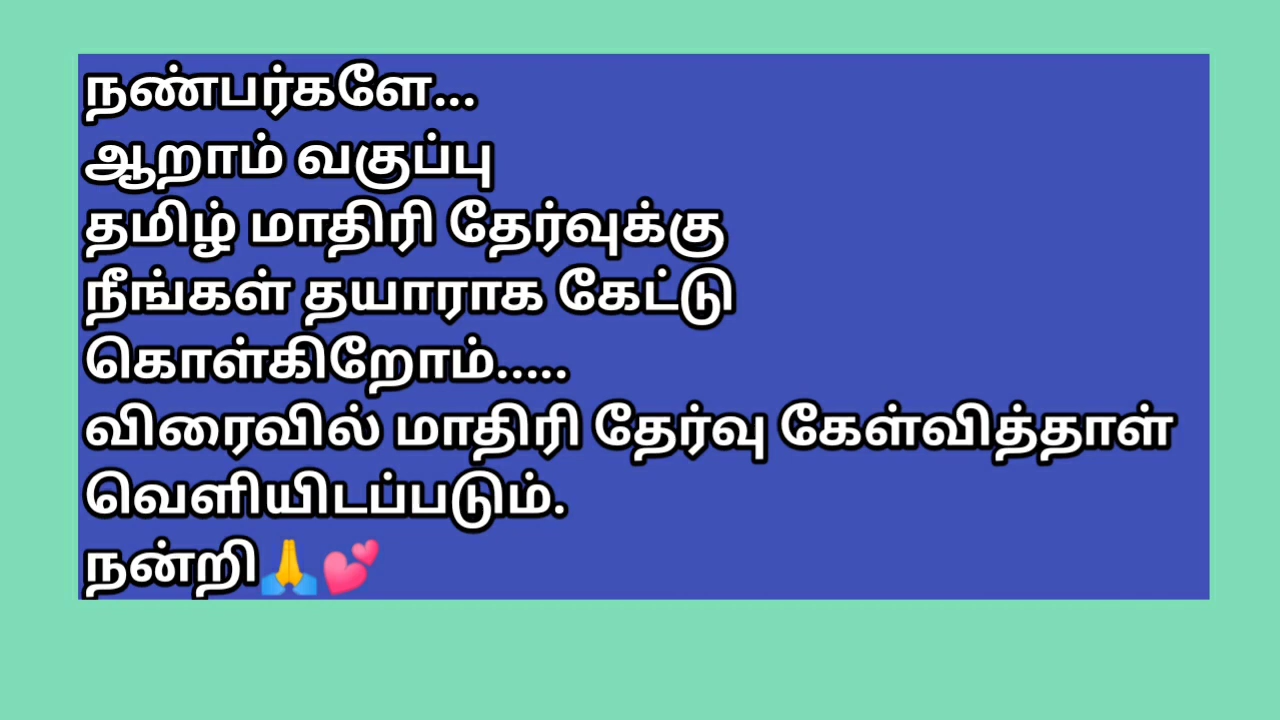 நண்பர்களே...
ஆறாம் வகுப்பு
தமிழ் மாதிரி தேர்வுக்கு
நீங்கள் தயாராக கேட்டு
கொள்கிறோம்.....
விரைவில் மாதிரி தேர்வு கேள்வித்தாள்
வெளியிடப்படும்.
நன்றி🙏💕